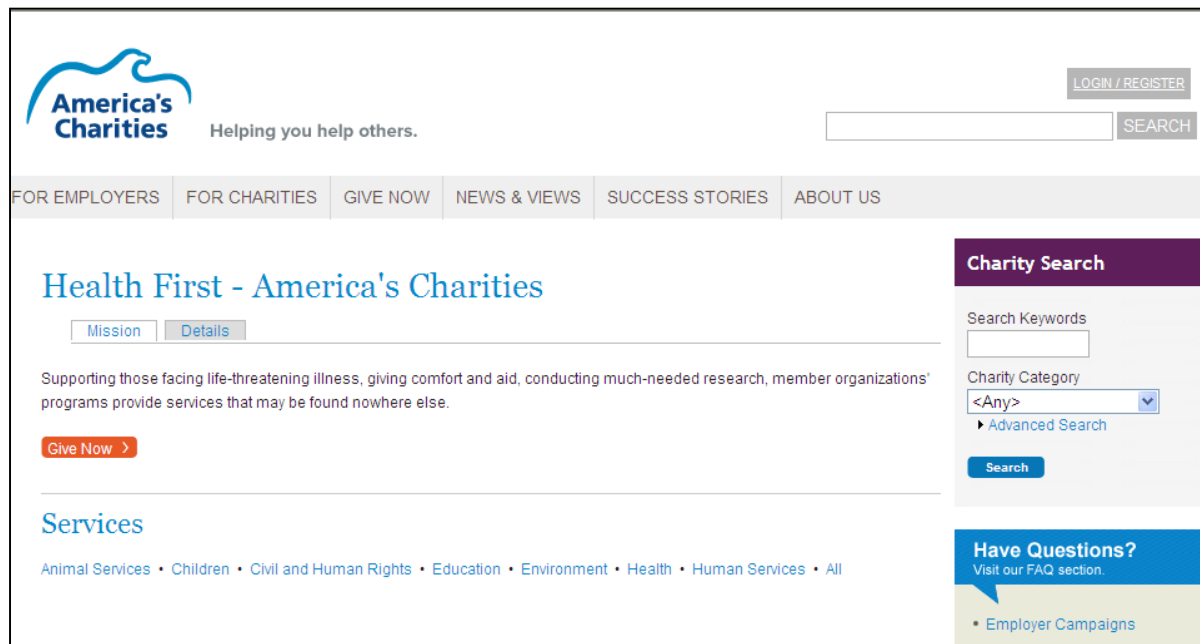 America's
Charities
Helping you help others.
LOGIN / REGISTER
SEARCH
FOR EMPLOYERS
FOR CHARITIES
GIVE NOW
NEWS & VIEWS
SUCCESS STORIES
ABOUT US
Health First - America's Charities
Mission
Details
Supporting those facing life-threatening illness, giving comfort and aid, conducting much-needed research, member organizations'
programs provide services that may be found nowhere else.
Give Now >
Services
Animal Services • Children • Civil and Human Rights • Education • Environment • Health • Human Services • All
Charity Search
Search Keywords
Charity Category
<Any>
Advanced Search
Search
Have Questions?
Visit our FAQ section.
• Employer Campaigns